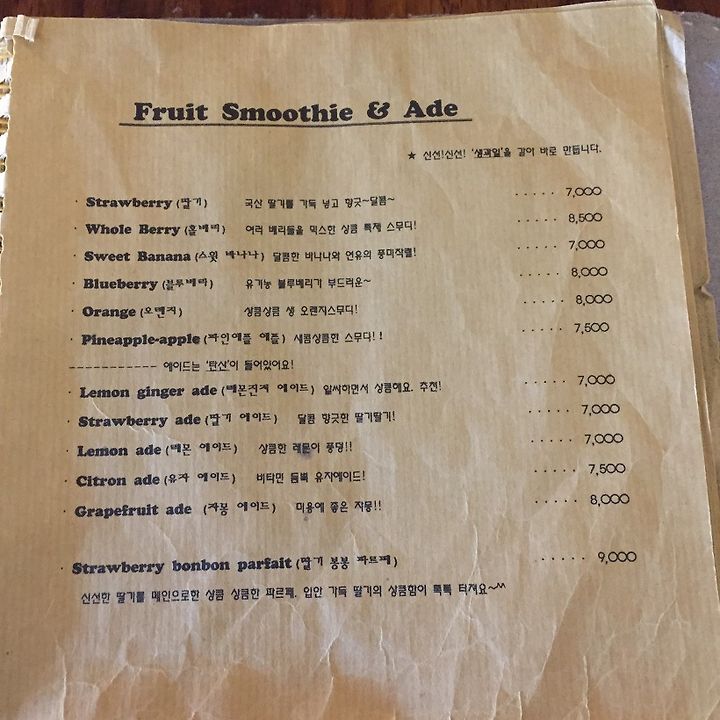 Fruit Smoothie & Ade
★ 신선!신선! '생과일'을 갈아 바로 만듭니다.
· Strawberry (딸기) 국산 딸기를 가득 넣고 향긋~달콤~ ····· 7,000
· Whole Berry (홀베리) 여러 베리들을 믹스한 상콤 특제 스무디! ····· 8,500
· Sweet Banana (스윗 바나나) 달콤한 바나나와 연유의 풍미작렬! ····· 7,000
· Blueberry (블루베리) 유기농 블루베리가 부드러운~ ····· 8,000
· Orange (오렌지) 상콤상콤 생 오렌지스무디! ····· 8,000
· Pineapple-apple (파인애플 애플) 새콤상콤한 스무디!! ····· 7,500
----------- 에이드는 '탄산'이 들어있어요!
· Lemon ginger ade (레몬진저 에이드) 알싸하면서 상콤해요. 추천! ····· 7,000
· Strawberry ade (딸기 에이드) 달콤 향긋한 딸기딸기! ····· 7,000
· Lemon ade (레몬 에이드) 상콤한 레몬이 퐁당!! ····· 7,000
· Citron ade (유자 에이드) 비타민 듬뿍 유자에이드! ····· 7,500
· Grapefruit ade (자몽 에이드) 미용에 좋은 자몽!! ····· 8,000
· Strawberry bonbon parfait (딸기 봉봉 파르페) ····· 9,000
신선한 딸기를 메인으로한 상콤 상콤한 파르페. 입안 가득 딸기의 상콤함이 톡톡 터져요~^^